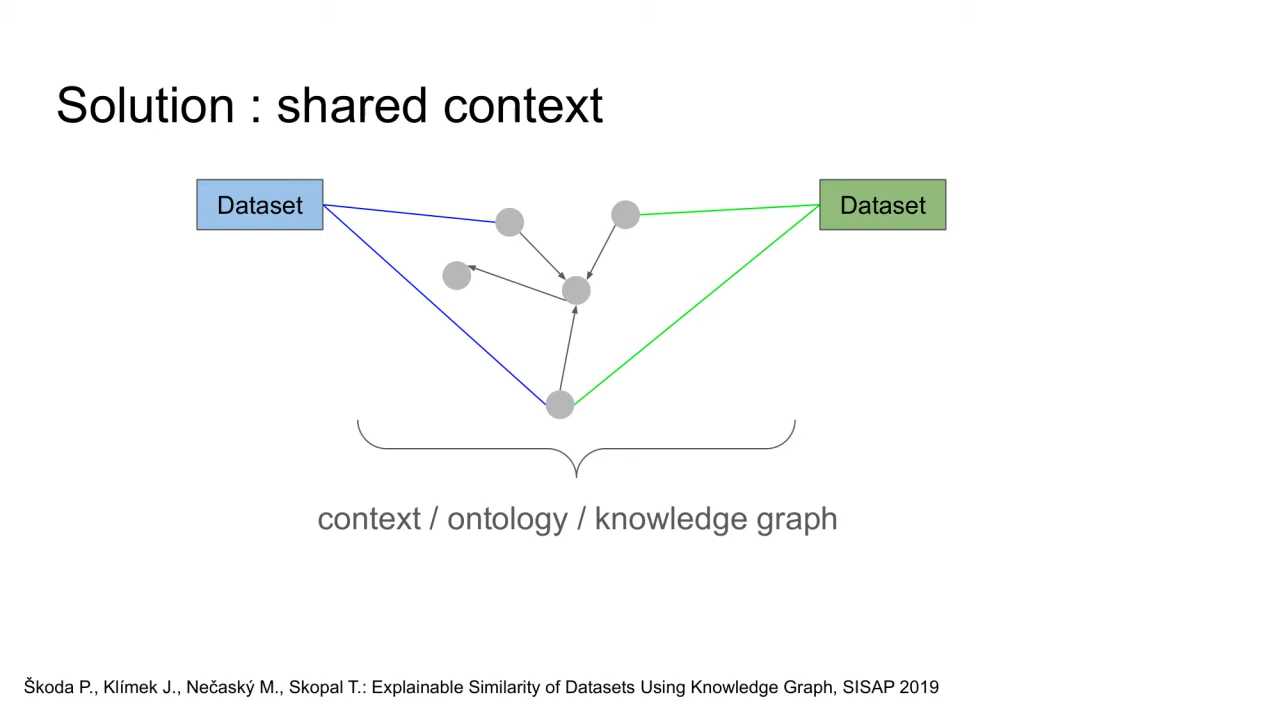 Solution : shared context
Dataset
Dataset
context / ontology / knowledge graph
Škoda P., Klímek J., Nečaský M., Skopal T.: Explainable Similarity of Datasets Using Knowledge Graph, SISAP 2019